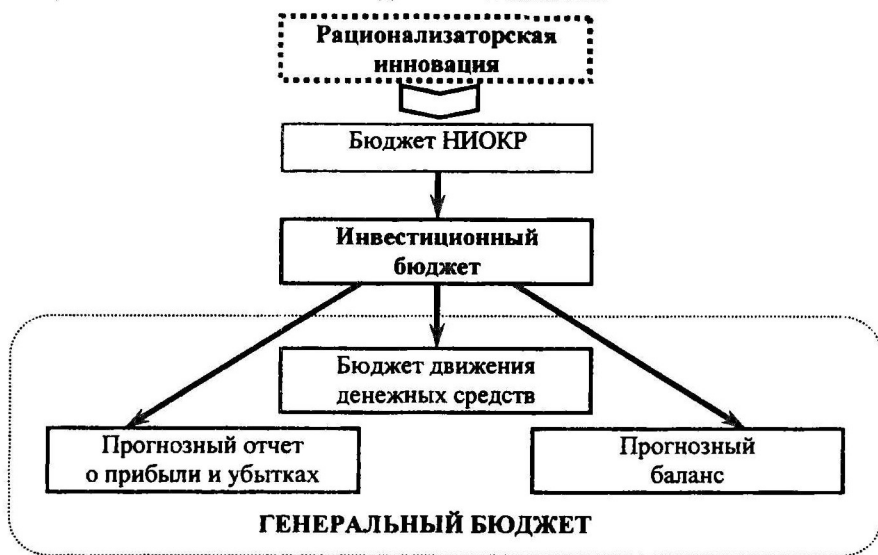 Рационализаторская
инновация
Бюджет НИОКР
Инвестиционный
бюджет
Бюджет движения
денежных средств
Прогнозный отчет
о прибыли и убытках
Прогнозный
баланс
ГЕНЕРАЛЬНЫЙ БЮДЖЕТ